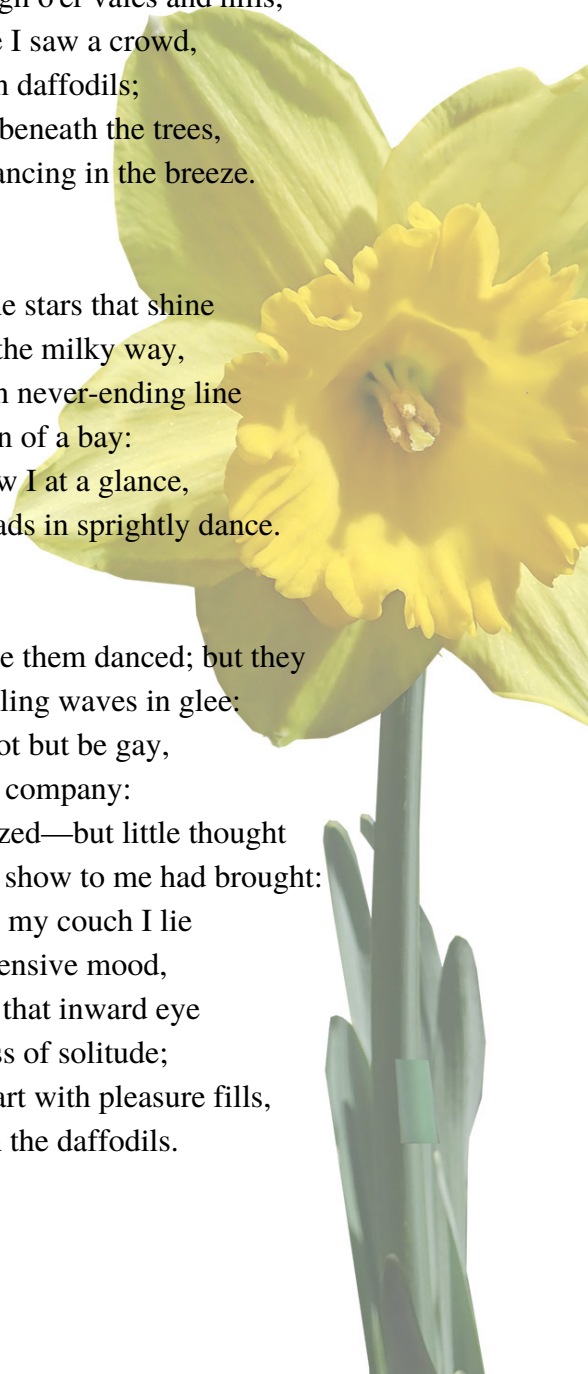 gh o'er vales and hills,
e I saw a crowd,
n daffodils;
beneath the trees,
ancing in the breeze.
e stars that shine
the milky way,
n never-ending line
n of a bay:
w I at a glance,
ads in sprightly dance.
e them danced; but they
ling waves in glee:
ot but be gay,
company:
zed—but little thought
show to me had brought:
my couch I lie
ensive mood,
that inward eye
ss of solitude;
art with pleasure fills,
the daffodils.